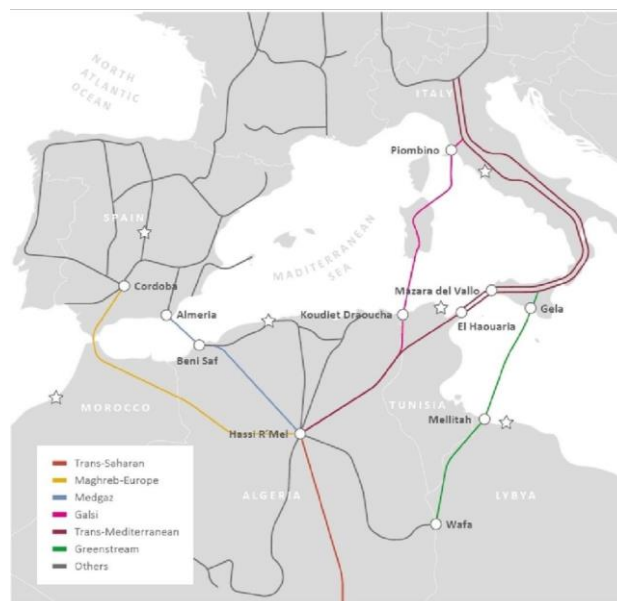 NORTH
ATLANTIC
OCEAN
ITALY
Piombino
SPAIN
MADITERRANEAN
SEA
Cordoba
Almeria
Mazara del Vallo
Koudiet Draoucha
El Haouaria
Gela
Beni Saf
MOROCCO
TUNISIA
Mellitah
Hassi R'Mel
ALGERIA
LYBYA
Wafa
Trans-Saharan
Maghreb-Europe
Medgaz
Galsi
Trans-Mediterranean
Greenstream
Others